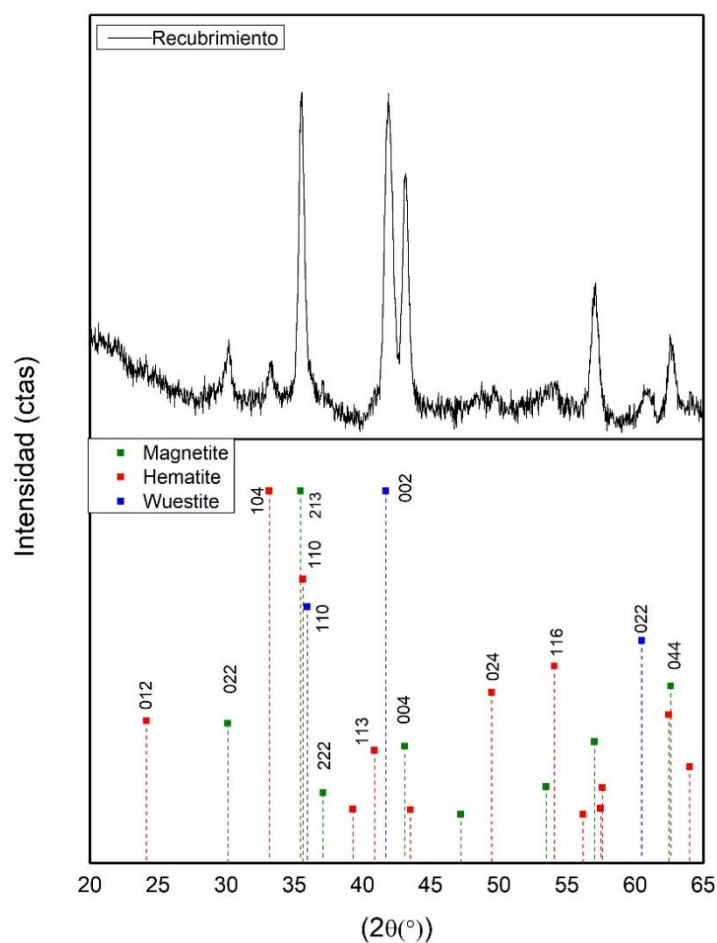 Recubrimiento
Intensidad (ctas)
Magnetite
Hematite
Wuestite
012
022
104
213
110
110
222
113
002
004
024
116
022
044
20 25 30 35 40 45 50 55 60 65
(2θ(°))